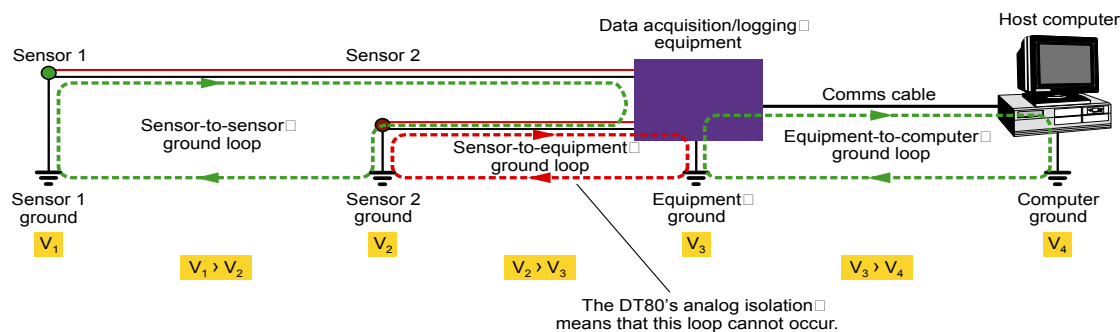 Host computer
Data acquisition/logging
equipment
Sensor 1
Sensor 2
Comms cable
Sensor-to-sensor
ground loop
Sensor-to-equipment
ground loop
Equipment-to-computer
ground loop
Sensor 1
ground
Sensor 2
ground
Equipment
ground
Computer
ground
V₁
V₂
V₃
V₄
V₁ › V₂
V₂ › V₃
V₃ › V₄
The DT80's analog isolation
means that this loop cannot occur.